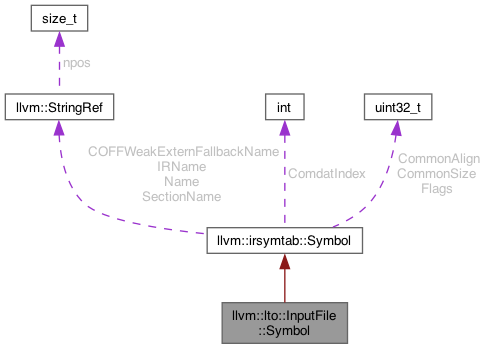 size_t
npos
llvm::StringRef
int
uint32_t
COFFWeakExternFallbackName
IRName
Name
SectionName
ComdatIndex
CommonAlign
CommonSize
Flags
llvm::irsymtab::Symbol
llvm::lto::InputFile
::Symbol